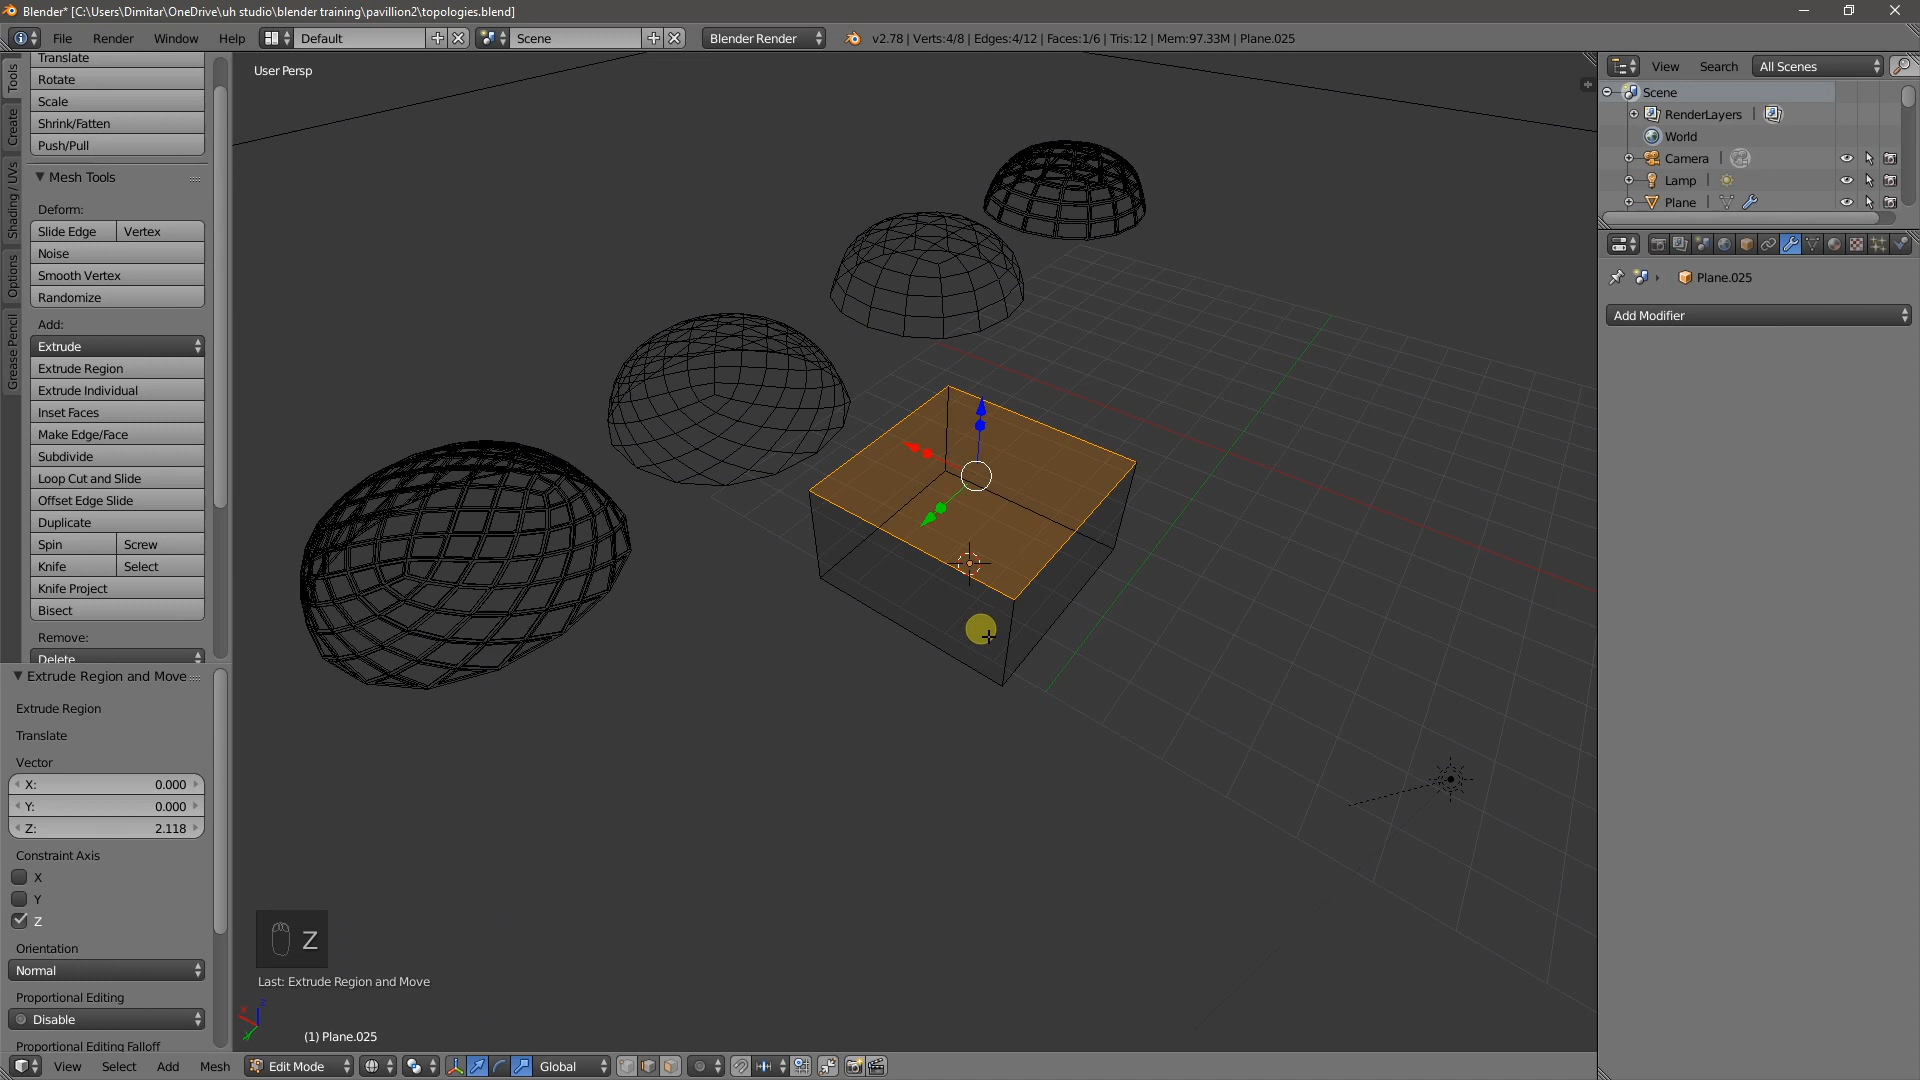 Blender* [C:\Users\Dimitar\OneDrive\uh studio\blender training\pavillion2\topologies.blend]
File Render Window Help Default Scene Blender Render v2.78 | Verts:4/8 | Edges:4/12 | Faces:1/6 | Tris:12 | Mem:97.33M | Plane.025
Tools
Create
Shading / UVs
Options
Grease Pencil
Translate
Rotate
Scale
Shrink/Fatten
Push/Pull
Mesh Tools
Deform:
Slide Edge Vertex
Noise
Smooth Vertex
Randomize
Add:
Extrude
Extrude Region
Extrude Individual
Inset Faces
Make Edge/Face
Subdivide
Loop Cut and Slide
Offset Edge Slide
Duplicate
Spin Screw
Knife Select
Knife Project
Bisect
Remove:
Delete
Extrude Region and Move
Extrude Region
Translate
Vector
X: 0.000
Y: 0.000
Z: 2.118
Constraint Axis
X
Y
Z
Orientation
Normal
Proportional Editing
Disable
Proportional Editing Falloff
User Persp
Z
Last: Extrude Region and Move
(1) Plane.025
View Select Add Mesh Edit Mode Global
View Search All Scenes
Scene
RenderLayers |
World
Camera |
Lamp |
Plane |
Plane.025
Add Modifier